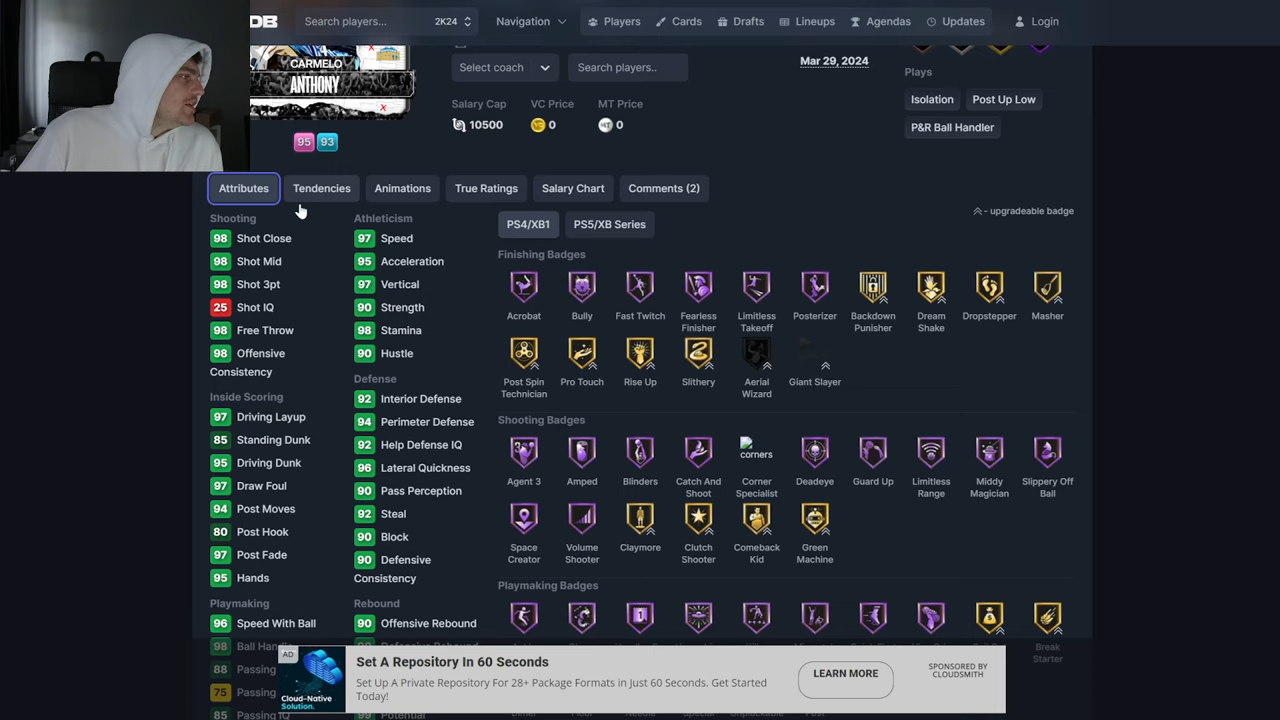 DB
Search players...
2K24
Navigation
Players
Cards
Drafts
Lineups
Agendas
Updates
Login
CARMELO
ANTHONY
95 93
Select coach
Search players..
Salary Cap
10500
VC Price
0
MT Price
0
Mar 29, 2024
Plays
Isolation
Post Up Low
P&R Ball Handler
Attributes
Tendencies
Animations
True Ratings
Salary Chart
Comments (2)
- upgradeable badge
Shooting
98 Shot Close
98 Shot Mid
98 Shot 3pt
25 Shot IQ
98 Free Throw
98 Offensive
Consistency
Inside Scoring
97 Driving Layup
85 Standing Dunk
95 Driving Dunk
97 Draw Foul
94 Post Moves
80 Post Hook
97 Post Fade
95 Hands
Playmaking
96 Speed With Ball
98 Ball Hand
88 Passing
75 Passing
85 Passing IQ
Athleticism
97 Speed
95 Acceleration
97 Vertical
90 Strength
98 Stamina
90 Hustle
Defense
92 Interior Defense
94 Perimeter Defense
92 Help Defense IQ
96 Lateral Quickness
90 Pass Perception
92 Steal
90 Block
90 Defensive
Consistency
Rebound
90 Offensive Rebound
99 Potential
PS4/XB1
PS5/XB Series
Finishing Badges
Acrobat
Bully
Fast Twitch
Fearless
Finisher
Limitless
Takeoff
Posterizer
Backdown
Punisher
Dream
Shake
Dropstepper
Masher
Post Spin
Technician
Pro Touch
Rise Up
Slithery
Aerial
Wizard
Giant Slayer
Shooting Badges
Agent 3
Amped
Blinders
Catch And
Shoot
corners
Corner
Specialist
Deadeye
Guard Up
Limitless
Range
Middy
Magician
Slippery Off
Ball
Space
Creator
Volume
Shooter
Claymore
Clutch
Shooter
Comeback
Kid
Green
Machine
Playmaking Badges
Break
Starter
AD
Cloud-Native
Solution.
Set A Repository In 60 Seconds
Set Up A Private Repository For 28+ Package Formats in Just 60 Seconds. Get Started
Today!
LEARN MORE
SPONSORED BY
CLOUDSMITH